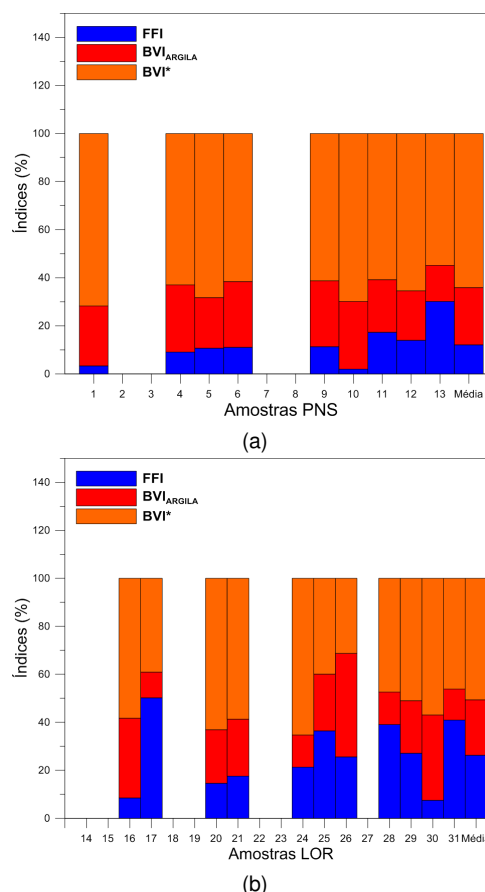 140
120
100
80
60
40
20
0
Índices (%)
FFI
BVI_ARGILA
BVI*
1 2 3 4 5 6 7 8 9 10 11 12 13 Média
Amostras PNS
(a)
140
120
100
80
60
40
20
0
Índices (%)
FFI
BVI_ARGILA
BVI*
14 15 16 17 18 19 20 21 22 23 24 25 26 27 28 29 30 31 Média
Amostras LOR
(b)